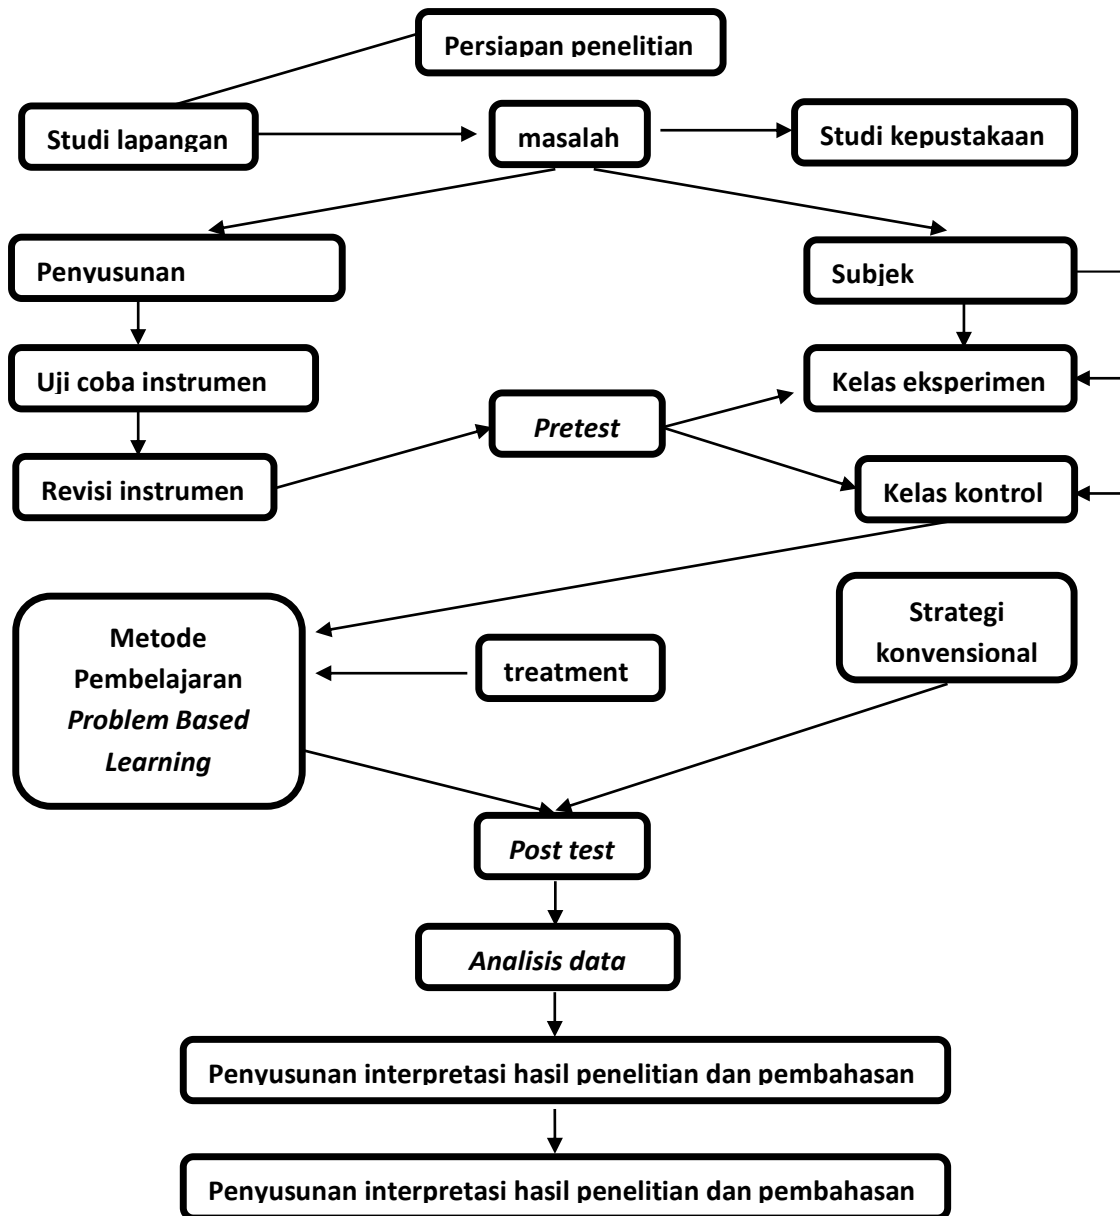 Persiapan penelitian
Studi lapangan
masalah
Studi kepustakaan
Penyusunan
Subjek
Uji coba instrumen
Kelas eksperimen
Pretest
Revisi instrumen
Kelas kontrol
Metode
Pembelajaran
Problem Based
Learning
treatment
Strategi
konvensional
Post test
Analisis data
Penyusunan interpretasi hasil penelitian dan pembahasan
Penyusunan interpretasi hasil penelitian dan pembahasan